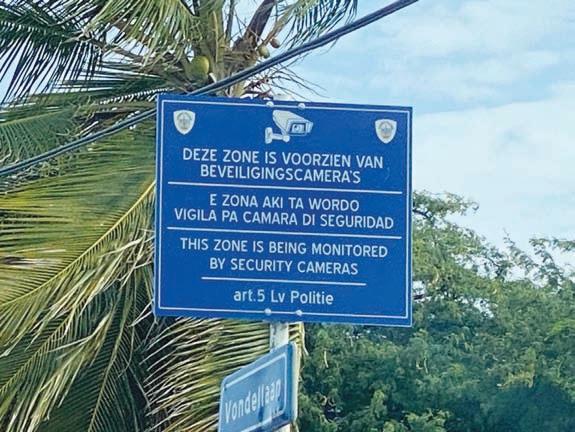 DEZE ZONE IS VOORZIEN VAN
BEVEILIGINGSCAMERA'S
E ZONA AKI TA WORDO
VIGILA PA CAMARA DI SEGURIDAD
THIS ZONE IS BEING MONITORED
BY SECURITY CAMERAS
art.5 Lv Politie
Vondellaan